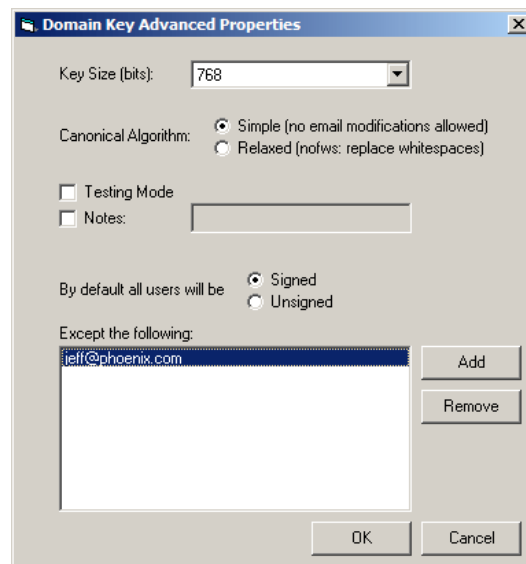 Domain Key Advanced Properties
Key Size (bits): 768
Canonical Algorithm: Simple (no email modifications allowed)
Relaxed (nofws: replace whitespaces)
Testing Mode
Notes:
By default all users will be Signed
Unsigned
Except the following:
jeff@phoenix.com
Add
Remove
OK Cancel